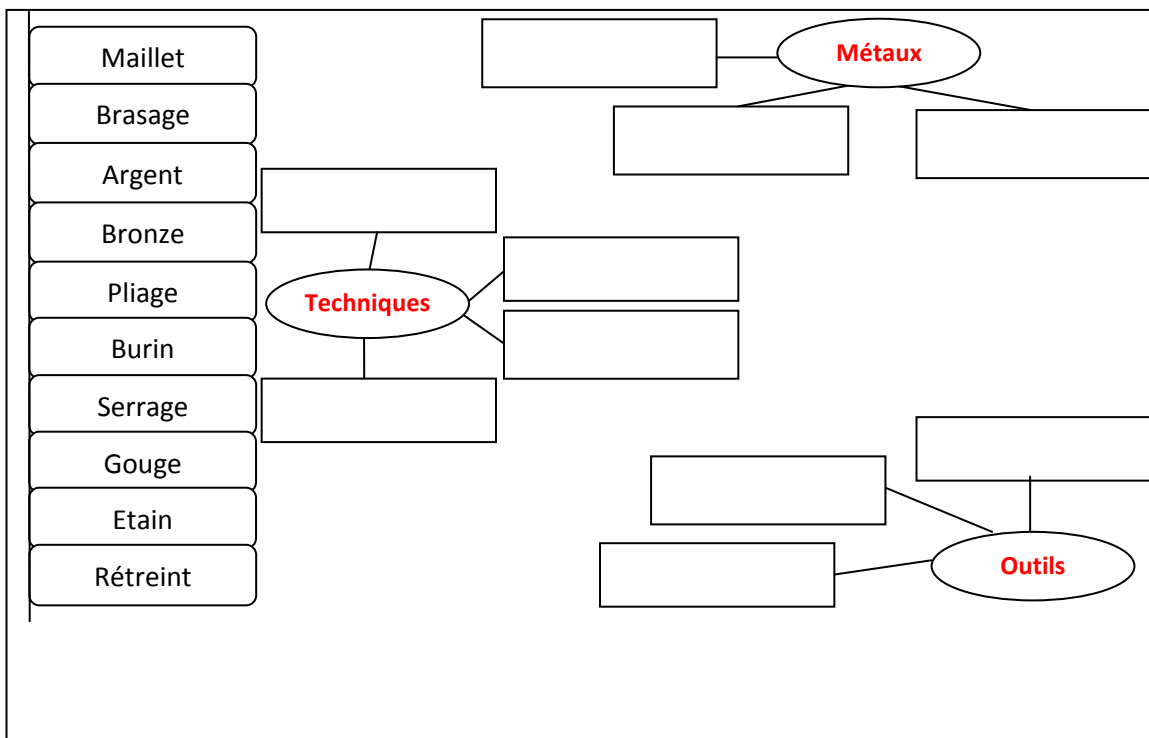 Maillet
Brasage
Argent
Bronze
Pliage
Burin
Serrage
Gouge
Etain
Rétreint
Métaux
Techniques
Outils